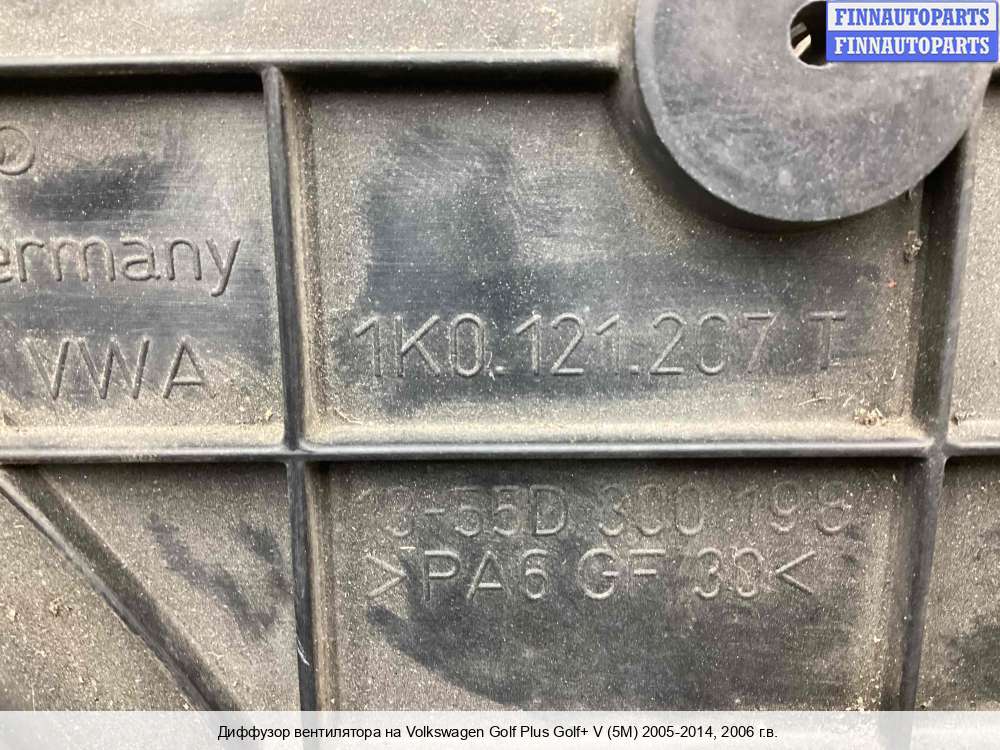 FINNAUTOPARTS
FINNAUTOPARTS
©
ermany
VWA
1K0.121.207 T
13-55D 300 198
>PA6 GF 30<
Диффузор вентилятора на Volkswagen Golf Plus Golf+ V (5M) 2005-2014, 2006 г.в.